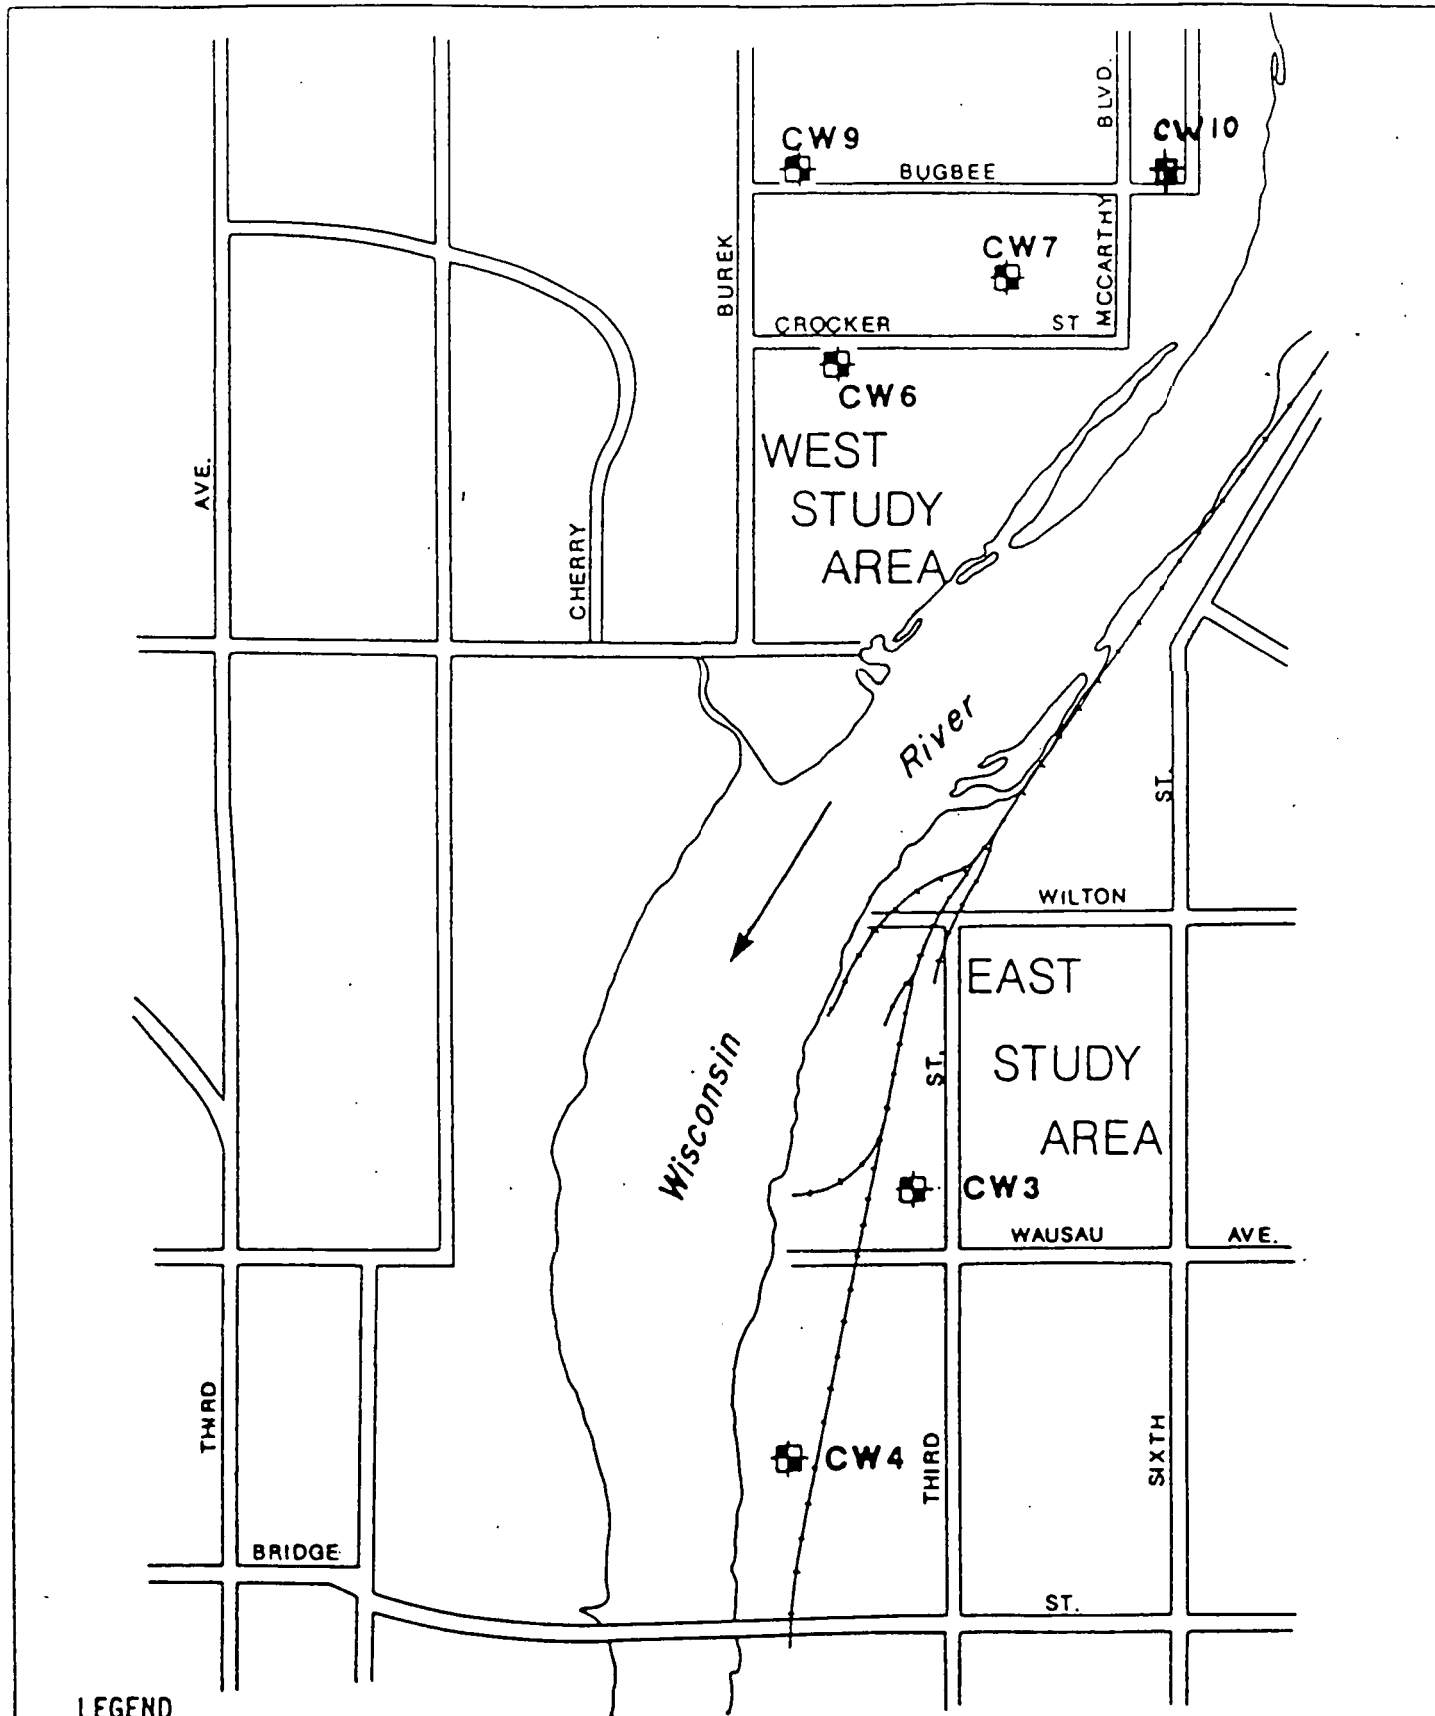 BLVD.
CW9
CW10
BUGBEE
MCCARTHY
BUREK
CW7
CROCKER ST
CW6
WEST
STUDY
AREA
AVE.
CHERRY
River
ST.
WILTON
EAST
STUDY
AREA
ST.
Wisconsin
CW3
WAUSAU AVE.
THIRD
CW4
THIRD
SIXTH
BRIDGE
ST.
LEGEND